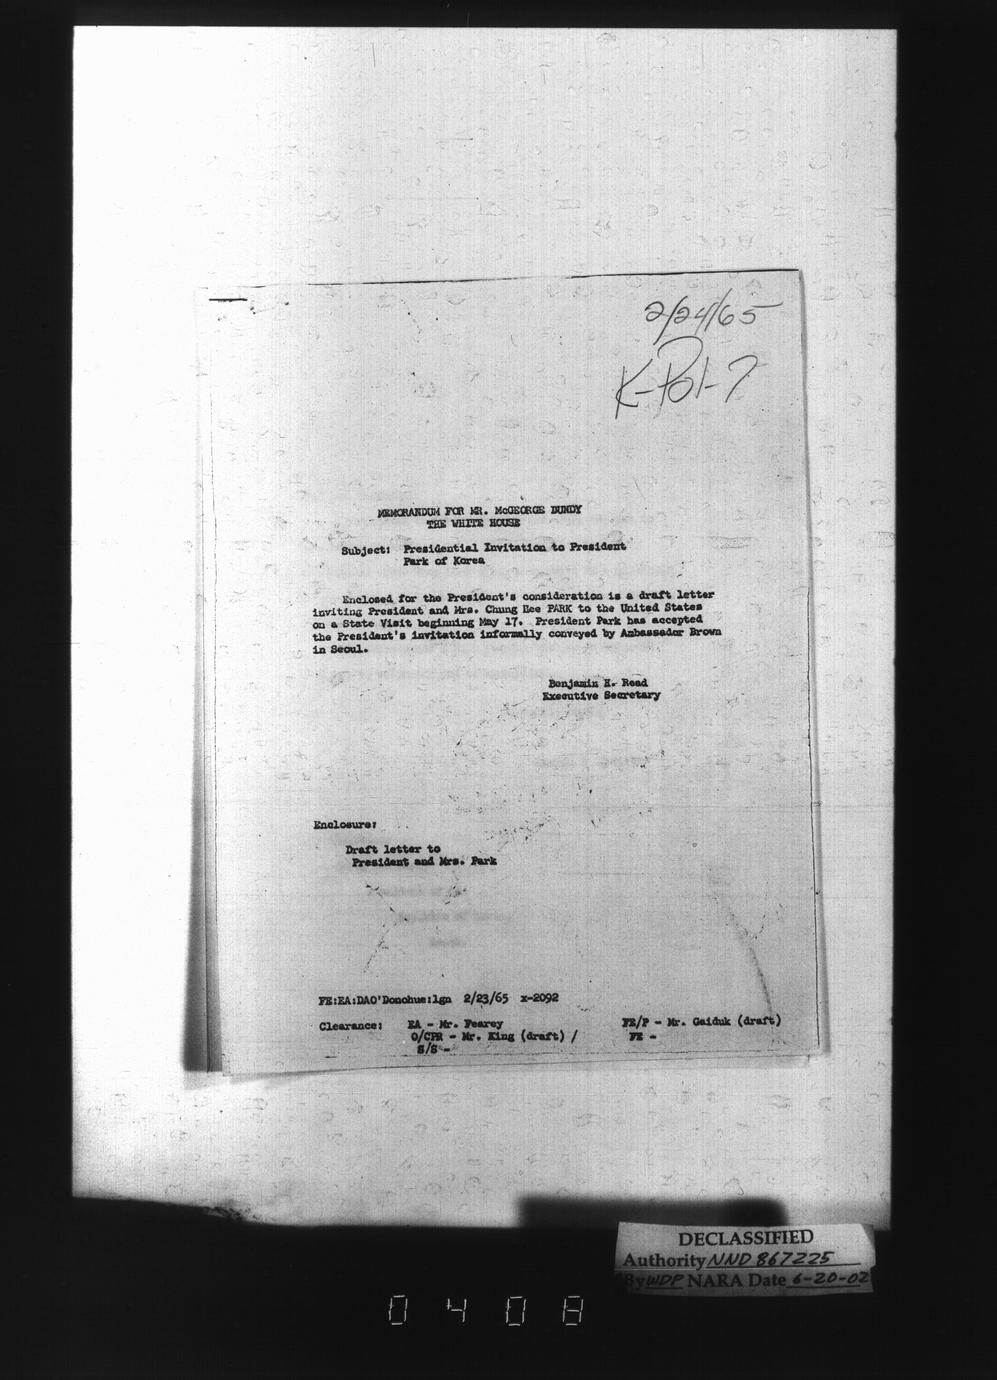 2/24/65
K-Pol-7
MEMORANDUM FOR MR. McGEORGE BUNDY
THE WHITE HOUSE
Subject: Presidential Invitation to President
Park of Korea
Enclosed for the President's consideration is a draft letter
inviting President and Mrs. Chung Hee PARK to the United States
on a State Visit beginning May 17. President Park has accepted
the President's invitation informally conveyed by Ambassador Brown
in Seoul.
Benjamin H. Read
Executive Secretary
Enclosure:
Draft letter to
President and Mrs. Park
FE:EA:DAO'Donohue:lgn 2/23/65 x-2092
Clearance: EA - Mr. Fearey FE/P - Mr. Gaiduk (draft)
O/CPR - Mr. King (draft) / FE -
S/S -
DECLASSIFIED
Authority NND 867225
By WDP NARA Date 6-20-02
0408